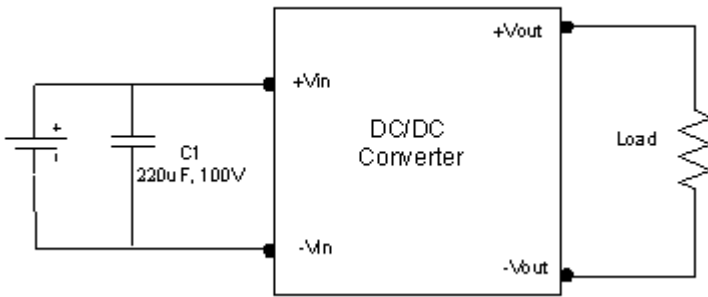 +Vout
+Vin
+
-
C1
220uF, 100V
DC/DC
Converter
Load
-Vin
-Vout